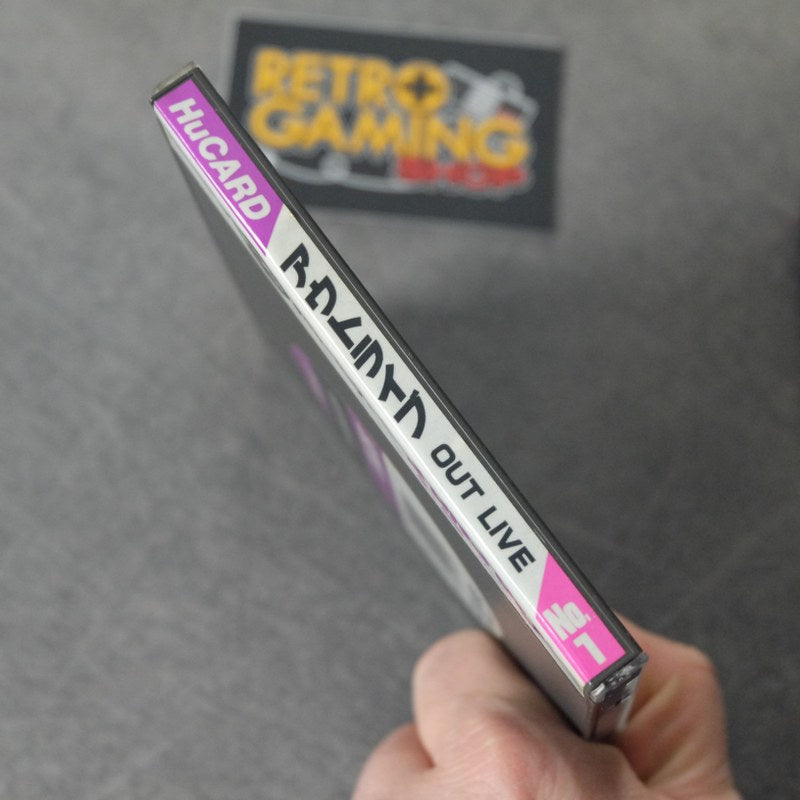 RETRO
GAMING
SHOP
HuCARD アウトライブ OUT LIVE No.1